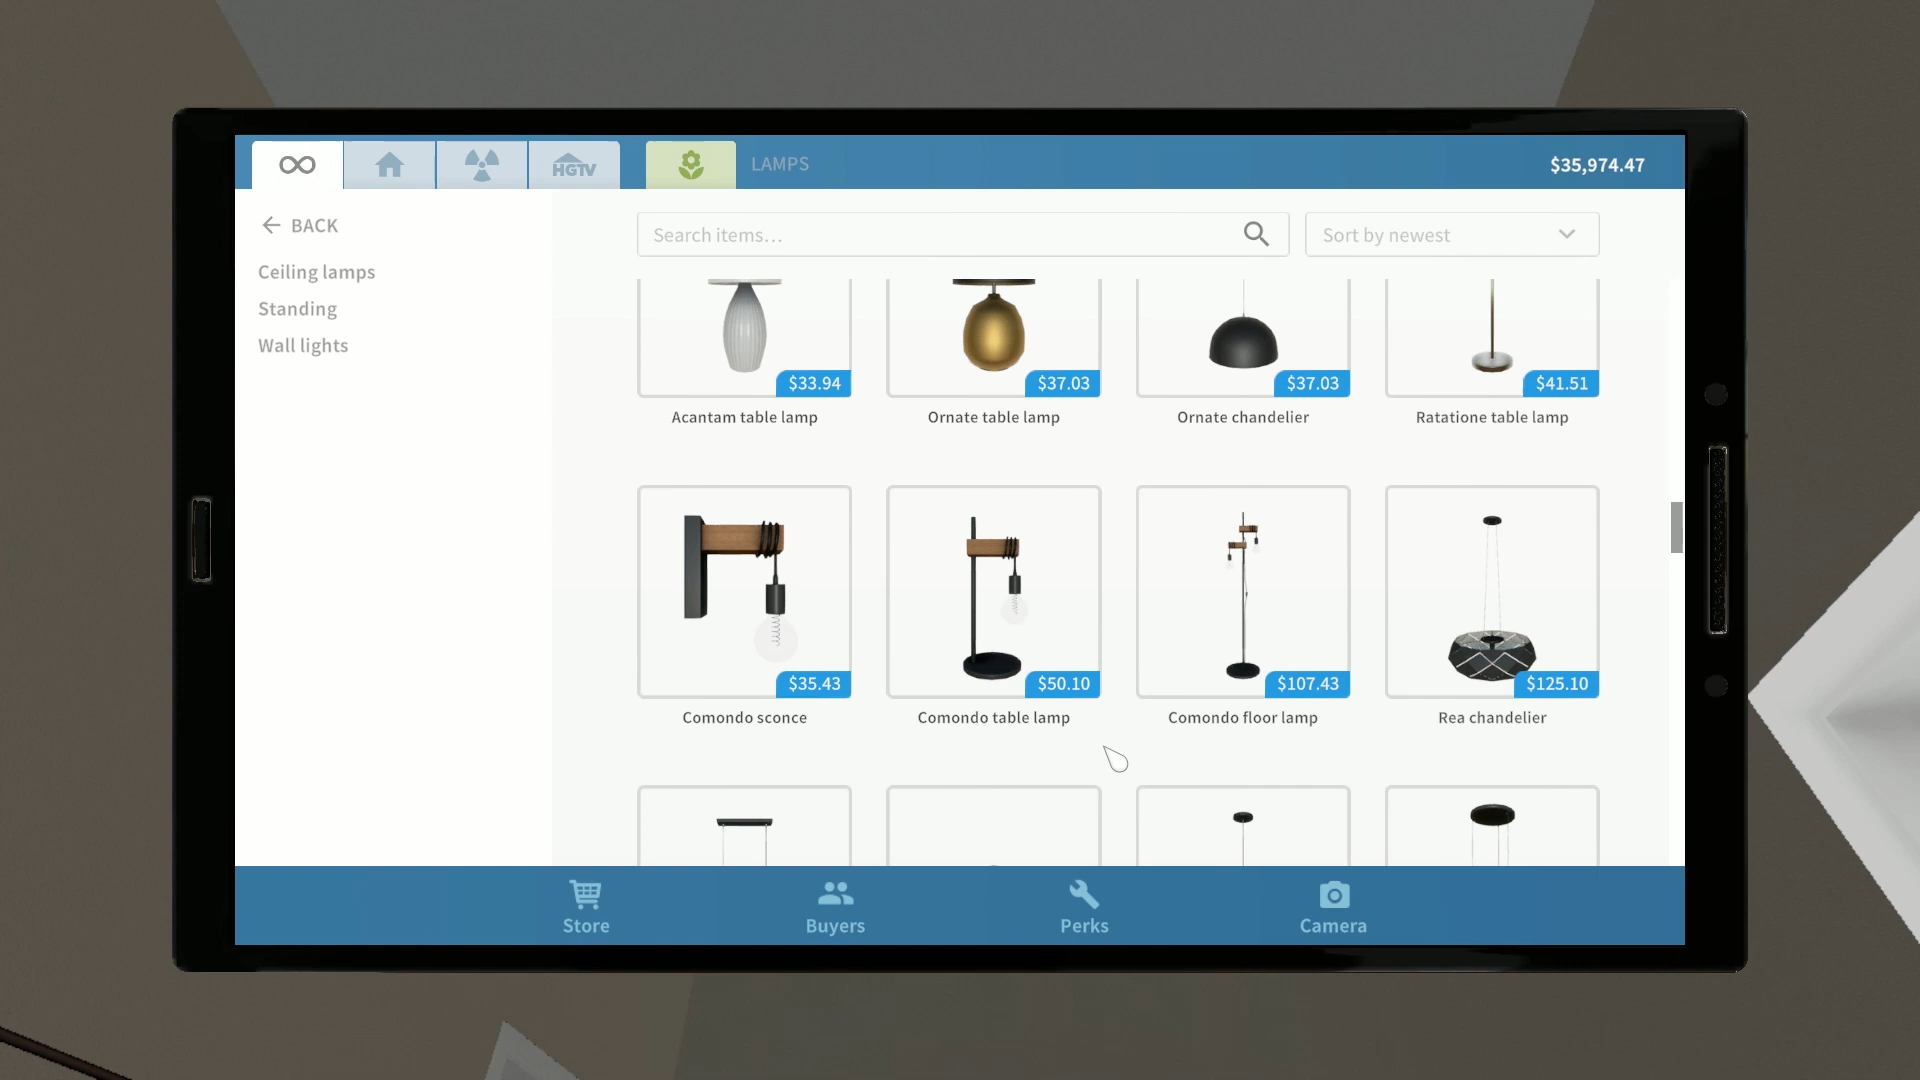 HGTV
LAMPS
$35,974.47
BACK
Search items...
Sort by newest
Ceiling lamps
Standing
Wall lights
$33.94
$37.03
$37.03
$41.51
Acantam table lamp
Ornate table lamp
Ornate chandelier
Ratatione table lamp
$35.43
$50.10
$107.43
$125.10
Comondo sconce
Comondo table lamp
Comondo floor lamp
Rea chandelier
Store
Buyers
Perks
Camera